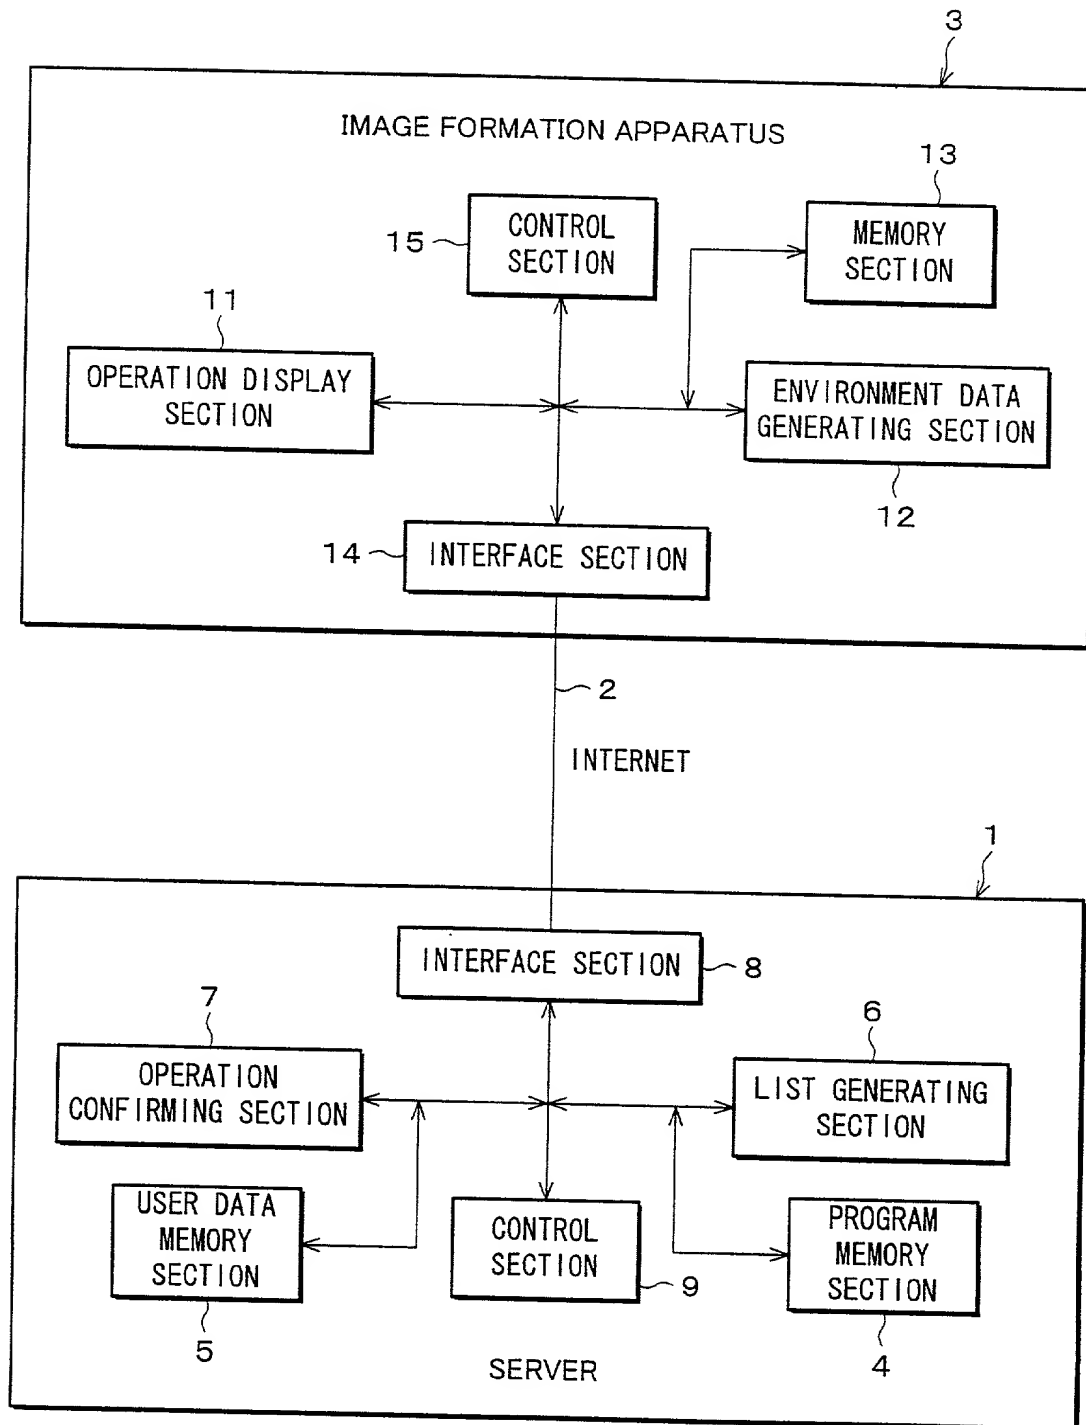 3
IMAGE FORMATION APPARATUS
13
15
CONTROL
SECTION
MEMORY
SECTION
11
OPERATION DISPLAY
SECTION
ENVIRONMENT DATA
GENERATING SECTION
12
14
INTERFACE SECTION
2
INTERNET
1
INTERFACE SECTION
8
7
6
OPERATION
CONFIRMING SECTION
LIST GENERATING
SECTION
USER DATA
MEMORY
SECTION
CONTROL
SECTION
PROGRAM
MEMORY
SECTION
9
5
4
SERVER